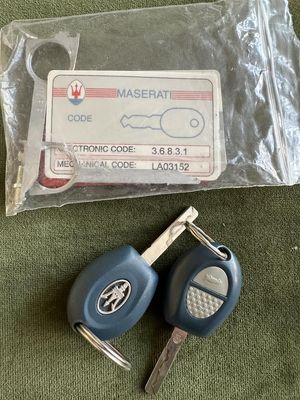 MASERATI
CODE
ELECTRONIC CODE: 3.6.8.3.1
MECHANICAL CODE: LA03152